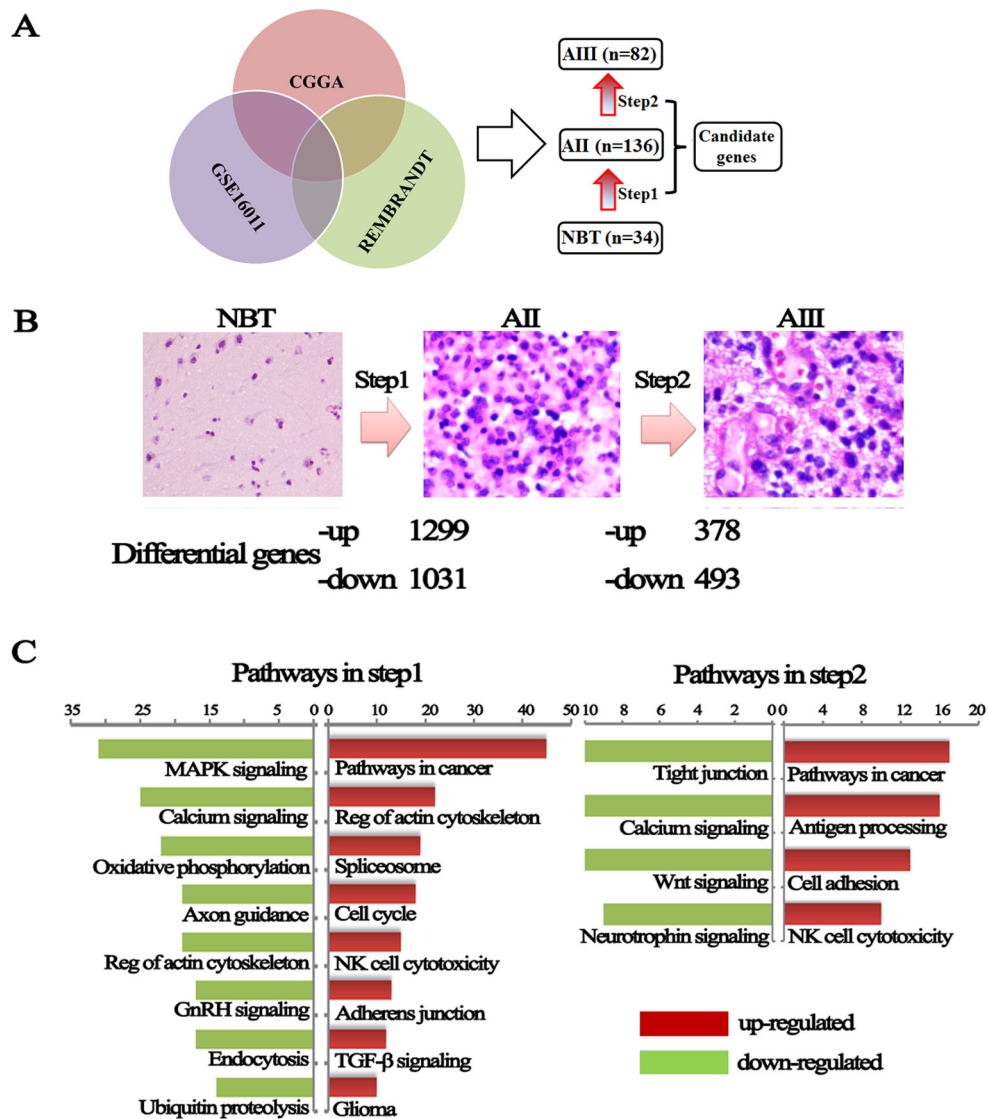 A
CGGA
GSE16011
REMBRANDT
AIII (n=82)
Step2
AII (n=136)
Candidate
genes
Step1
NBT (n=34)
B
NBT
AII
AIII
Step1
Step2
Differential genes
-up 1299
-down 1031
-up 378
-down 493
C
Pathways in step1
35 25 15 5 0 0 10 20 30 40 50
MAPK signaling
Pathways in cancer
Calcium signaling
Reg of actin cytoskeleton
Oxidative phosphorylation
Spliceosome
Axon guidance
Cell cycle
Reg of actin cytoskeleton
NK cell cytotoxicity
GnRH signaling
Adherens junction
Endocytosis
TGF-β signaling
Ubiquitin proteolysis
Glioma
Pathways in step2
10 8 6 4 2 0 0 4 8 12 16 20
Tight junction
Pathways in cancer
Calcium signaling
Antigen processing
Wnt signaling
Cell adhesion
Neurotrophin signaling
NK cell cytotoxicity
up-regulated
down-regulated